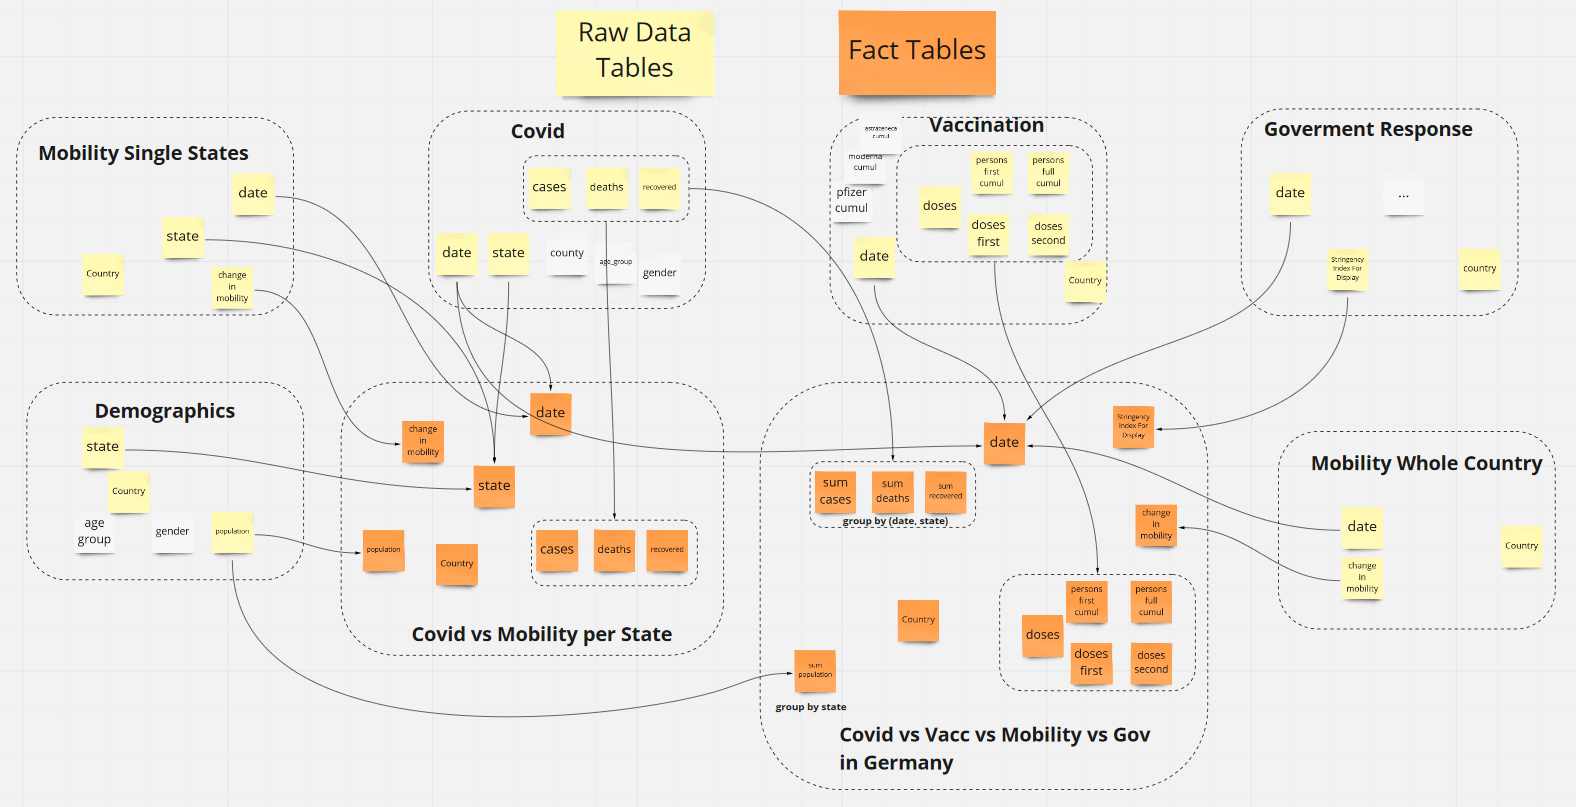 Raw Data
Tables
Fact Tables
Mobility Single States
date
state
Country
change
in
mobility
Covid
cases
deaths
recovered
date
state
county
age_group
gender
Vaccination
astrazeneca
cumul
moderna
cumul
pfizer
cumul
persons
first
cumul
persons
full
cumul
doses
doses
first
doses
second
date
Country
Goverment Response
date
...
Stringency
Index For
Display
country
Demographics
state
Country
age
group
gender
population
date
change
in
mobility
state
population
Country
cases
deaths
recovered
Covid vs Mobility per State
date
Stringency
Index For
Display
sum
cases
sum
deaths
sum
recovered
group by (date, state)
change
in
mobility
persons
first
cumul
persons
full
cumul
doses
doses
first
doses
second
Country
sum
population
group by state
Covid vs Vacc vs Mobility vs Gov
in Germany
Mobility Whole Country
date
Country
change
in
mobility